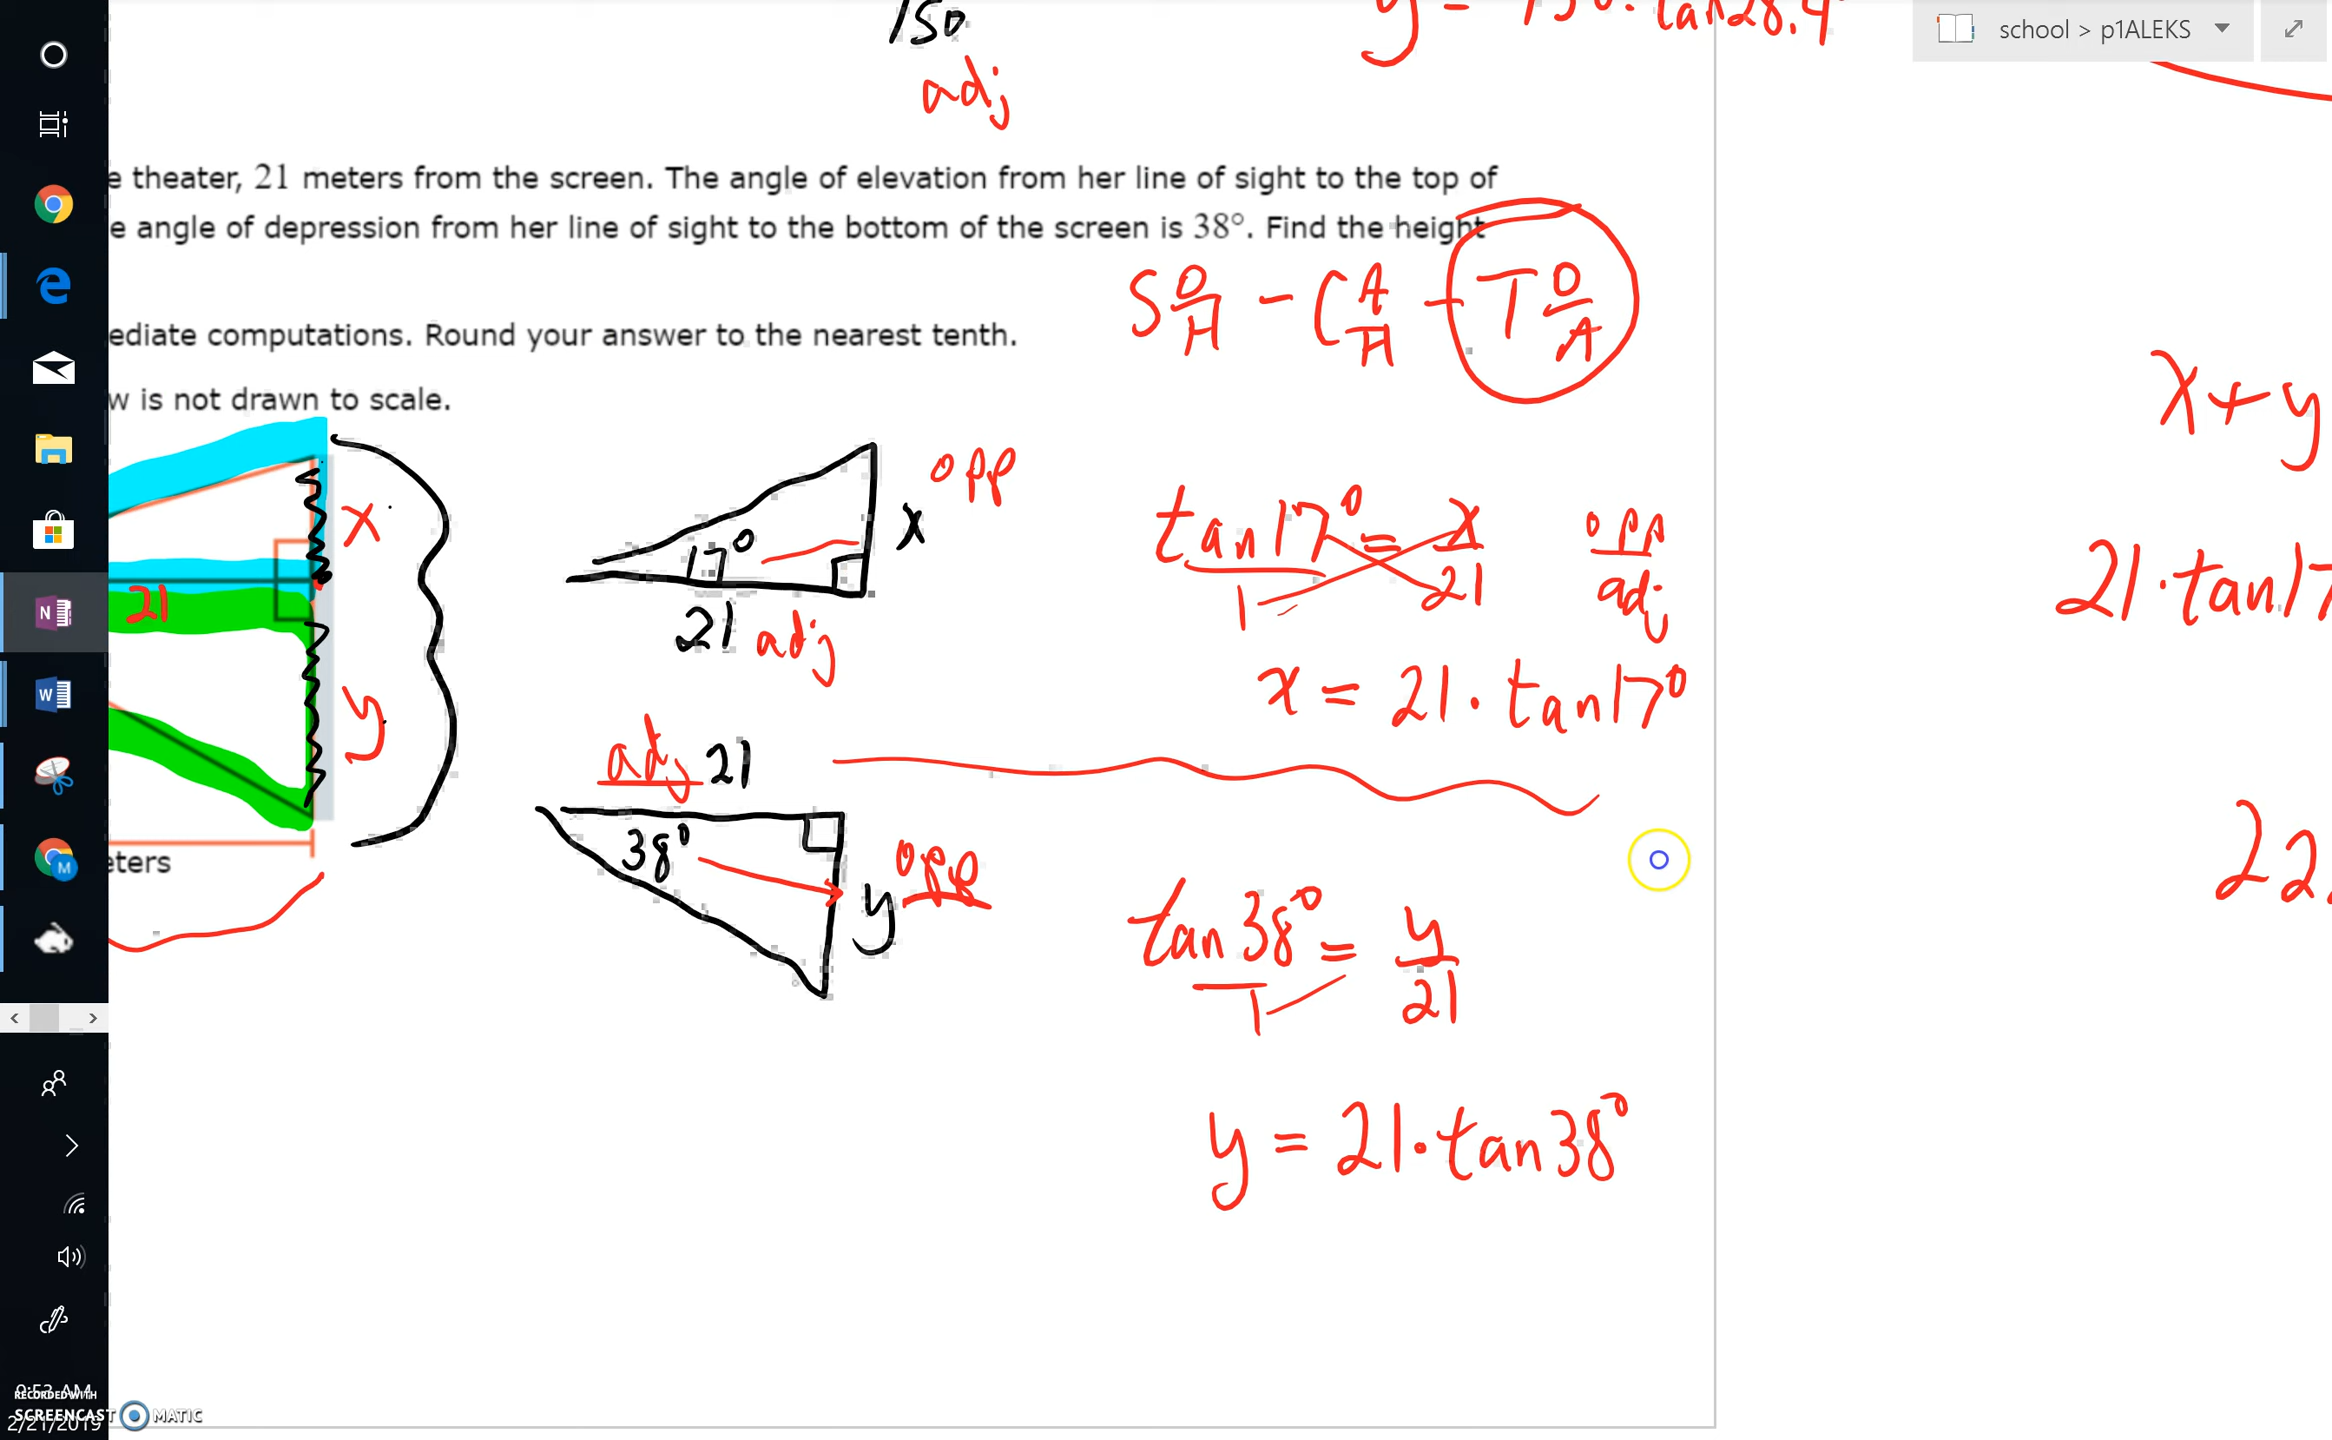 150
y = 150 · tan28.4
school > p1ALEKS
adj
e theater, 21 meters from the screen. The angle of elevation from her line of sight to the top of
e angle of depression from her line of sight to the bottom of the screen is 38°. Find the height
S O/H - C A/H - T O/A
ediate computations. Round your answer to the nearest tenth.
w is not drawn to scale.
x + y
x
opp
17°
x
tan17° = x/21
1
opp/adj
21·tan17
21
21 adj
x = 21 · tan17°
y
adj 21
38°
opp
y
22.
eters
tan38° = y/21
1
y = 21·tan38°
N
W
M
9:53 AM
RECORDED WITH
SCREENCAST MATIC
2/21/2019